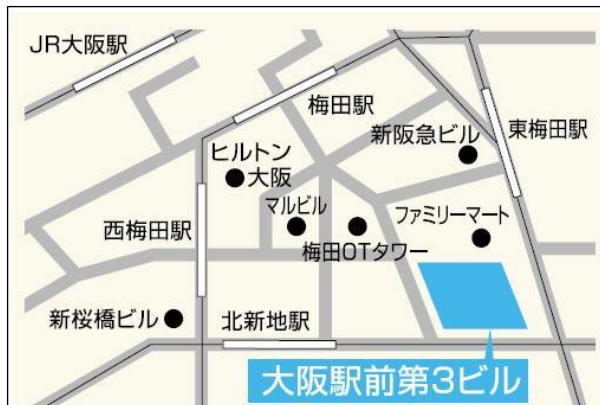 JR大阪駅
梅田駅
新阪急ビル
東梅田駅
ヒルトン
大阪
マルビル
ファミリーマート
西梅田駅
梅田OTタワー
新桜橋ビル
北新地駅
大阪駅前第3ビル